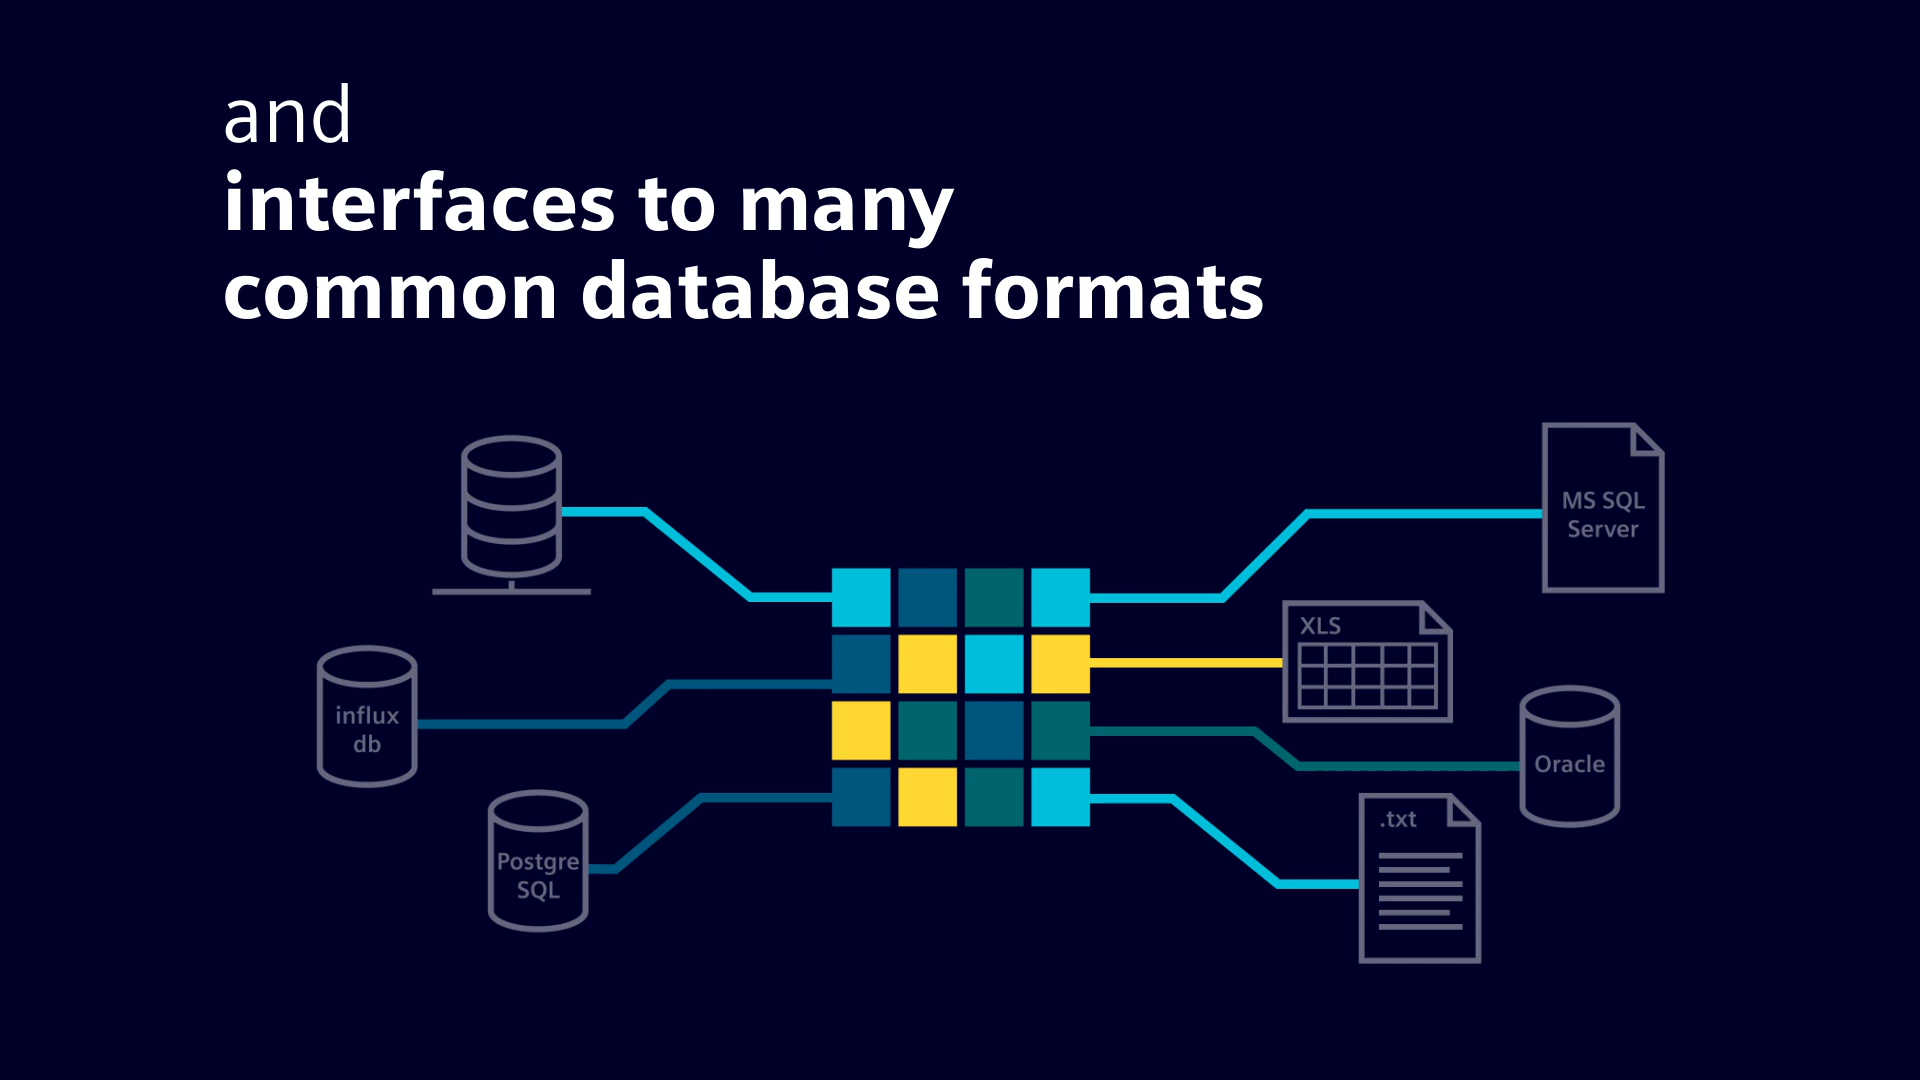 and
interfaces to many
common database formats
MS SQL
Server
XLS
influx
db
Oracle
.txt
Postgre
SQL